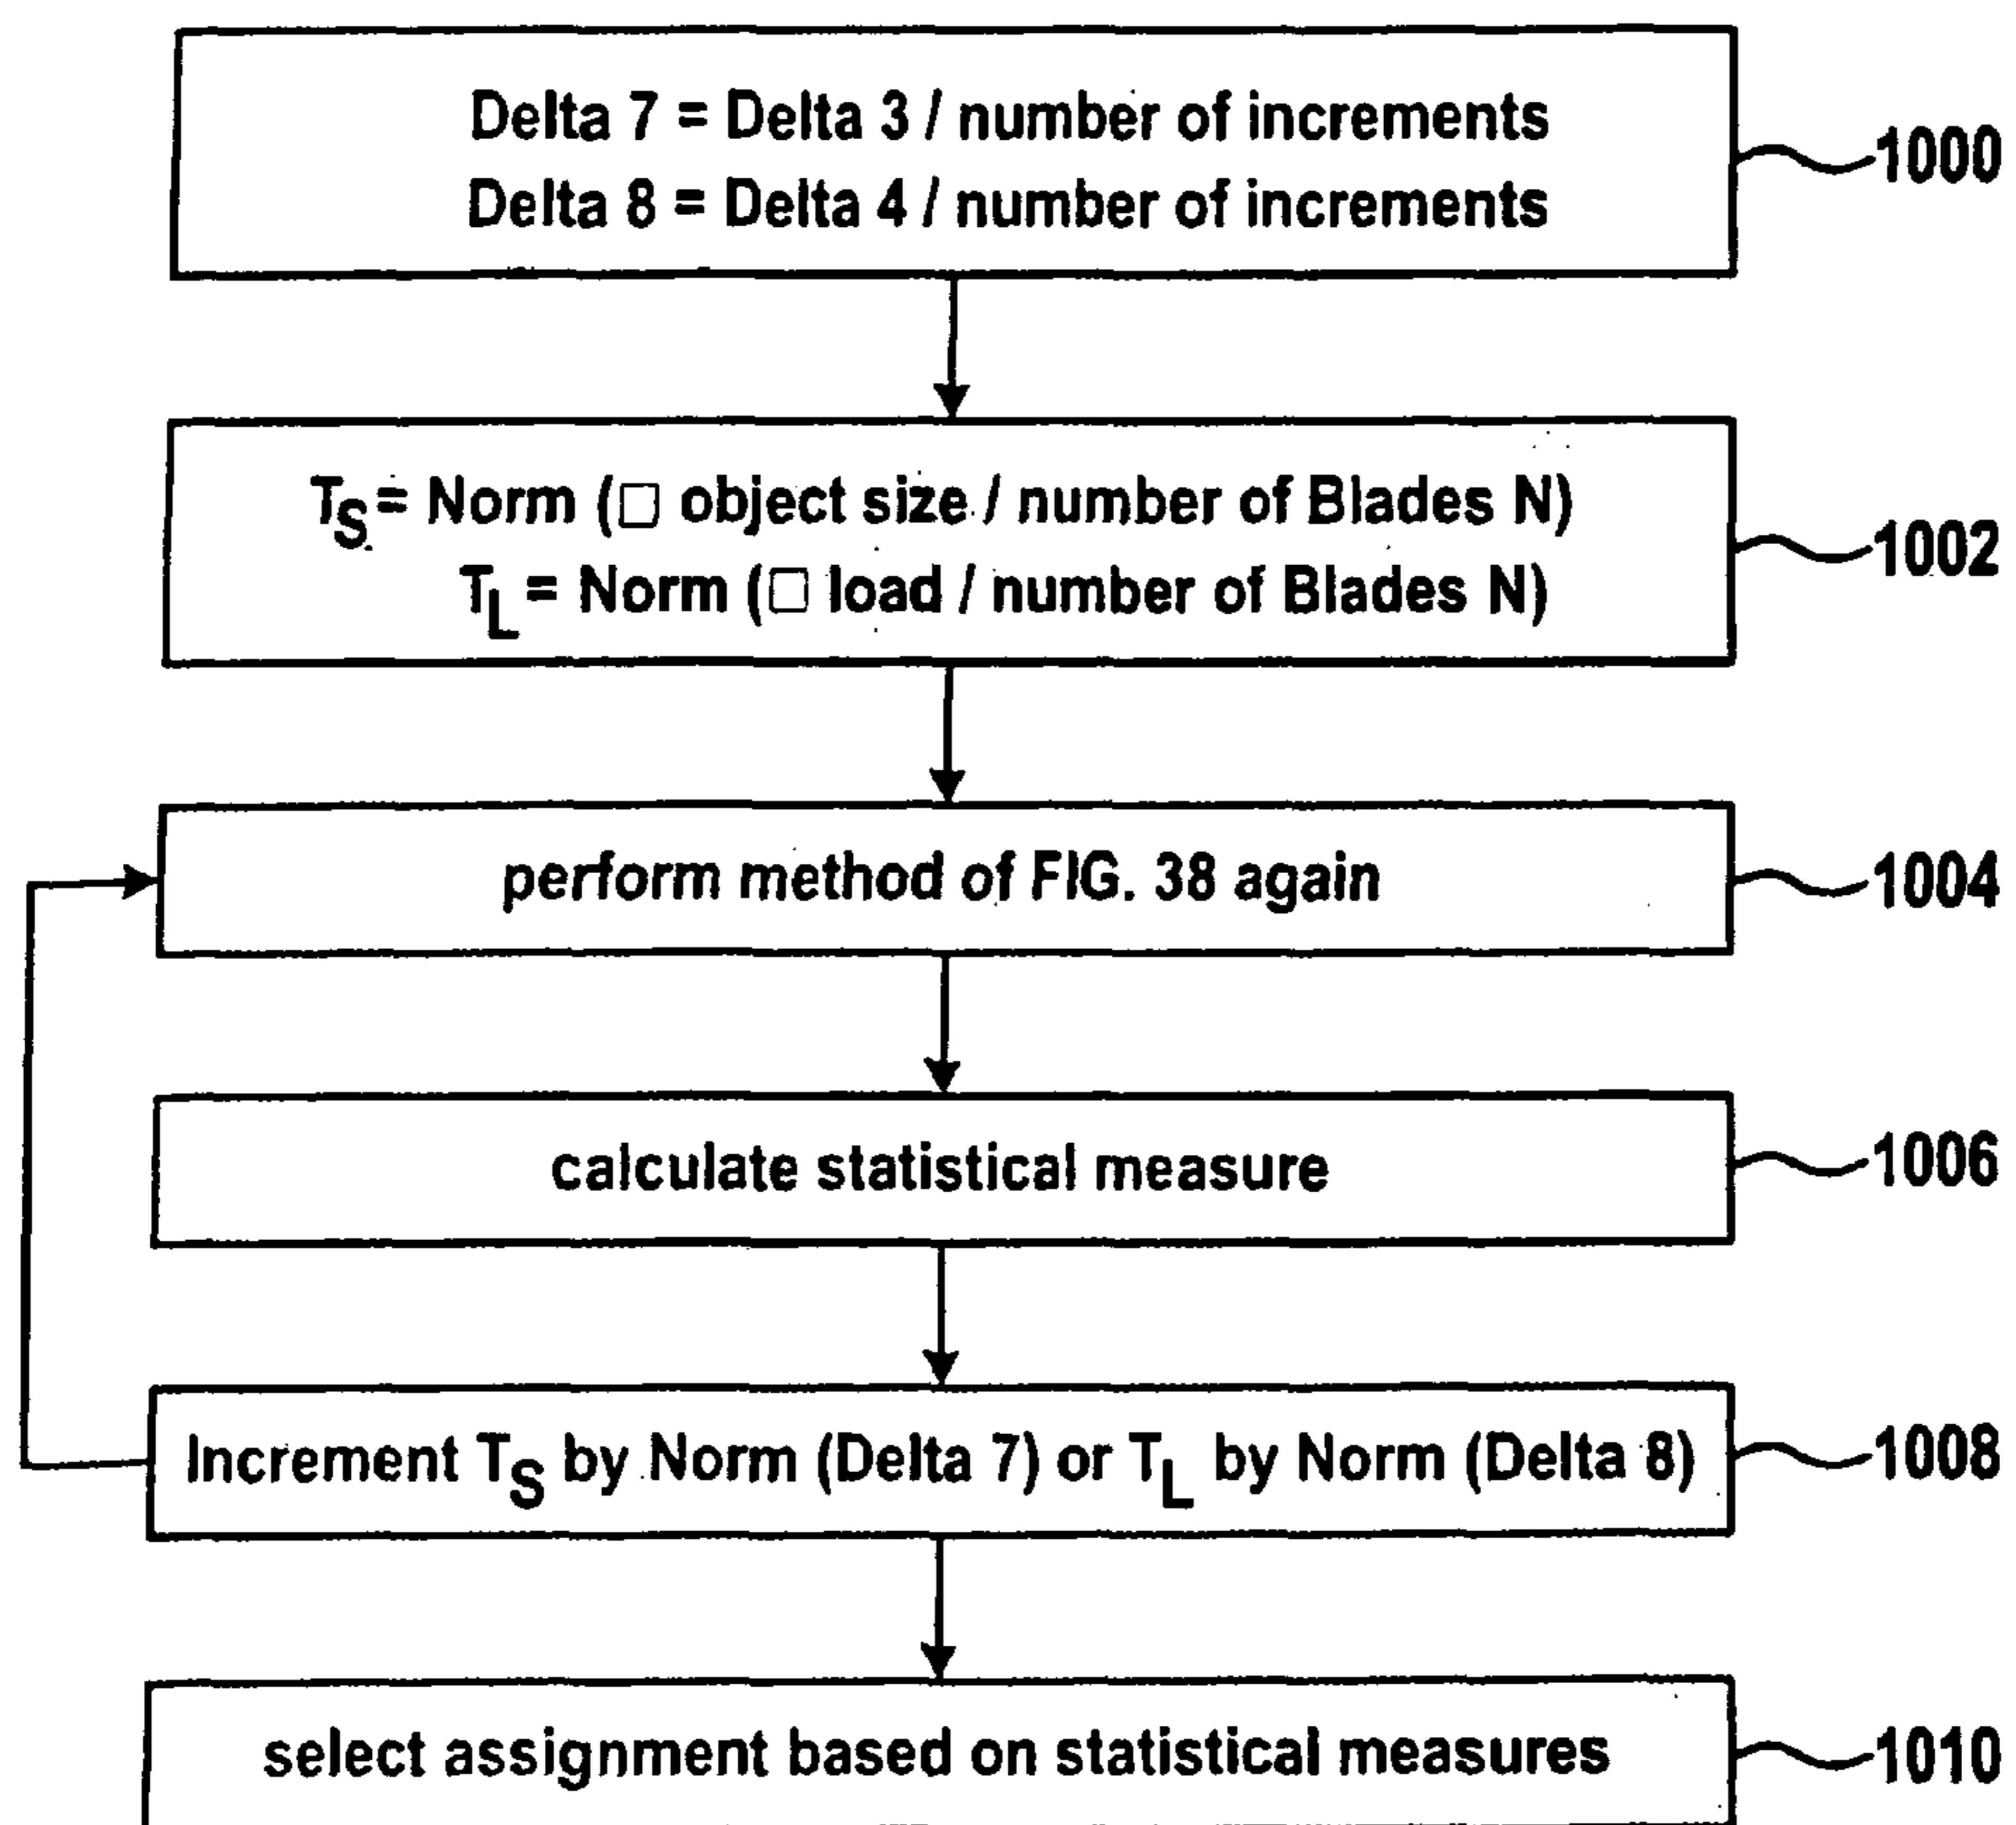 Delta 7 = Delta 3 / number of increments
Delta 8 = Delta 4 / number of increments
1000
TS = Norm (□ object size / number of Blades N)
TL = Norm (□ load / number of Blades N)
1002
perform method of FIG. 38 again
1004
calculate statistical measure
1006
Increment TS by Norm (Delta 7) or TL by Norm (Delta 8)
1008
select assignment based on statistical measures
1010